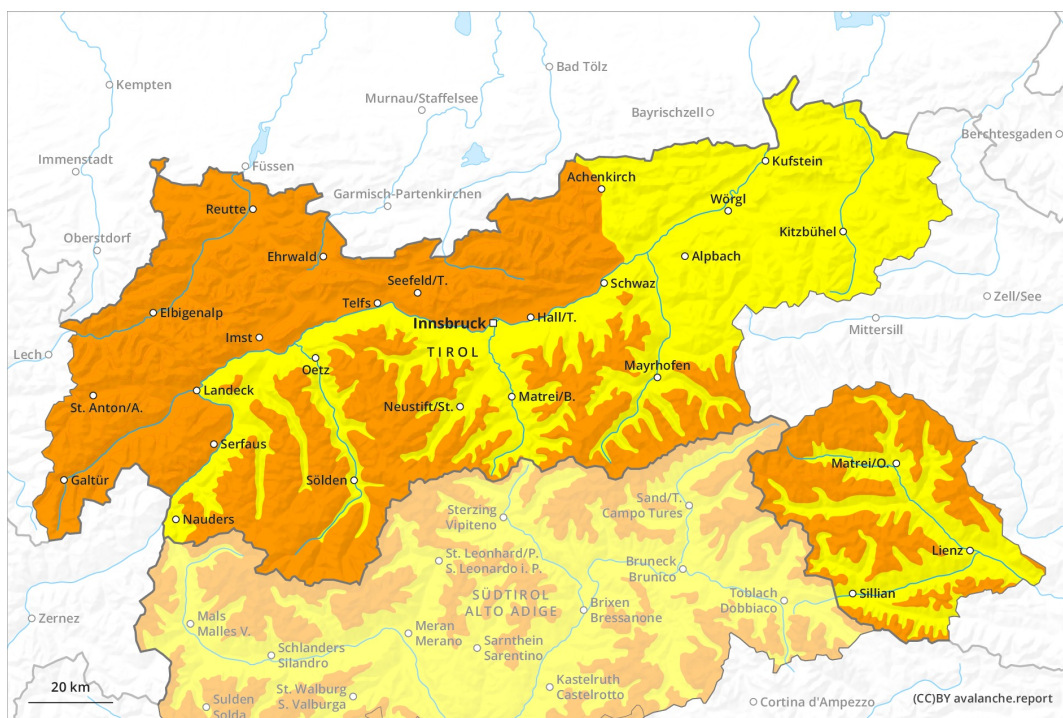 Kempten
Bad Tölz
Murnau/Staffelsee
Bayrischzell
Berchtesgaden
Immenstadt
Füssen
Kufstein
Achenkirch
Garmisch-Partenkirchen
Reutte
Wörgl
Oberstdorf
Kitzbühel
Ehrwald
Alpbach
Seefeld/T.
Schwaz
Zell/See
Telfs
Elbigenalp
Hall/T.
Innsbruck
Mittersill
Imst
Lech
TIROL
Oetz
Mayrhofen
Landeck
St. Anton/A.
Neustift/St.
Matrei/B.
Serfaus
Matrei/O.
Galtür
Sölden
Sand/T.
Campo Tures
Sterzing
Vipiteno
Nauders
Lienz
St. Leonhard/P.
S. Leonardo i. P.
Bruneck
Brunico
SÜDTIROL
ALTO ADIGE
Toblach
Dobbiaco
Sillian
Brixen
Bressanone
Zernez
Mals
Malles V.
Meran
Merano
Sarnthein
Sarentino
Schlanders
Silandro
20 km
St. Walburg
S. Valburga
Kastelruth
Castelrotto
Sulden
Solda
Cortina d'Ampezzo
(CC)BY avalanche.report